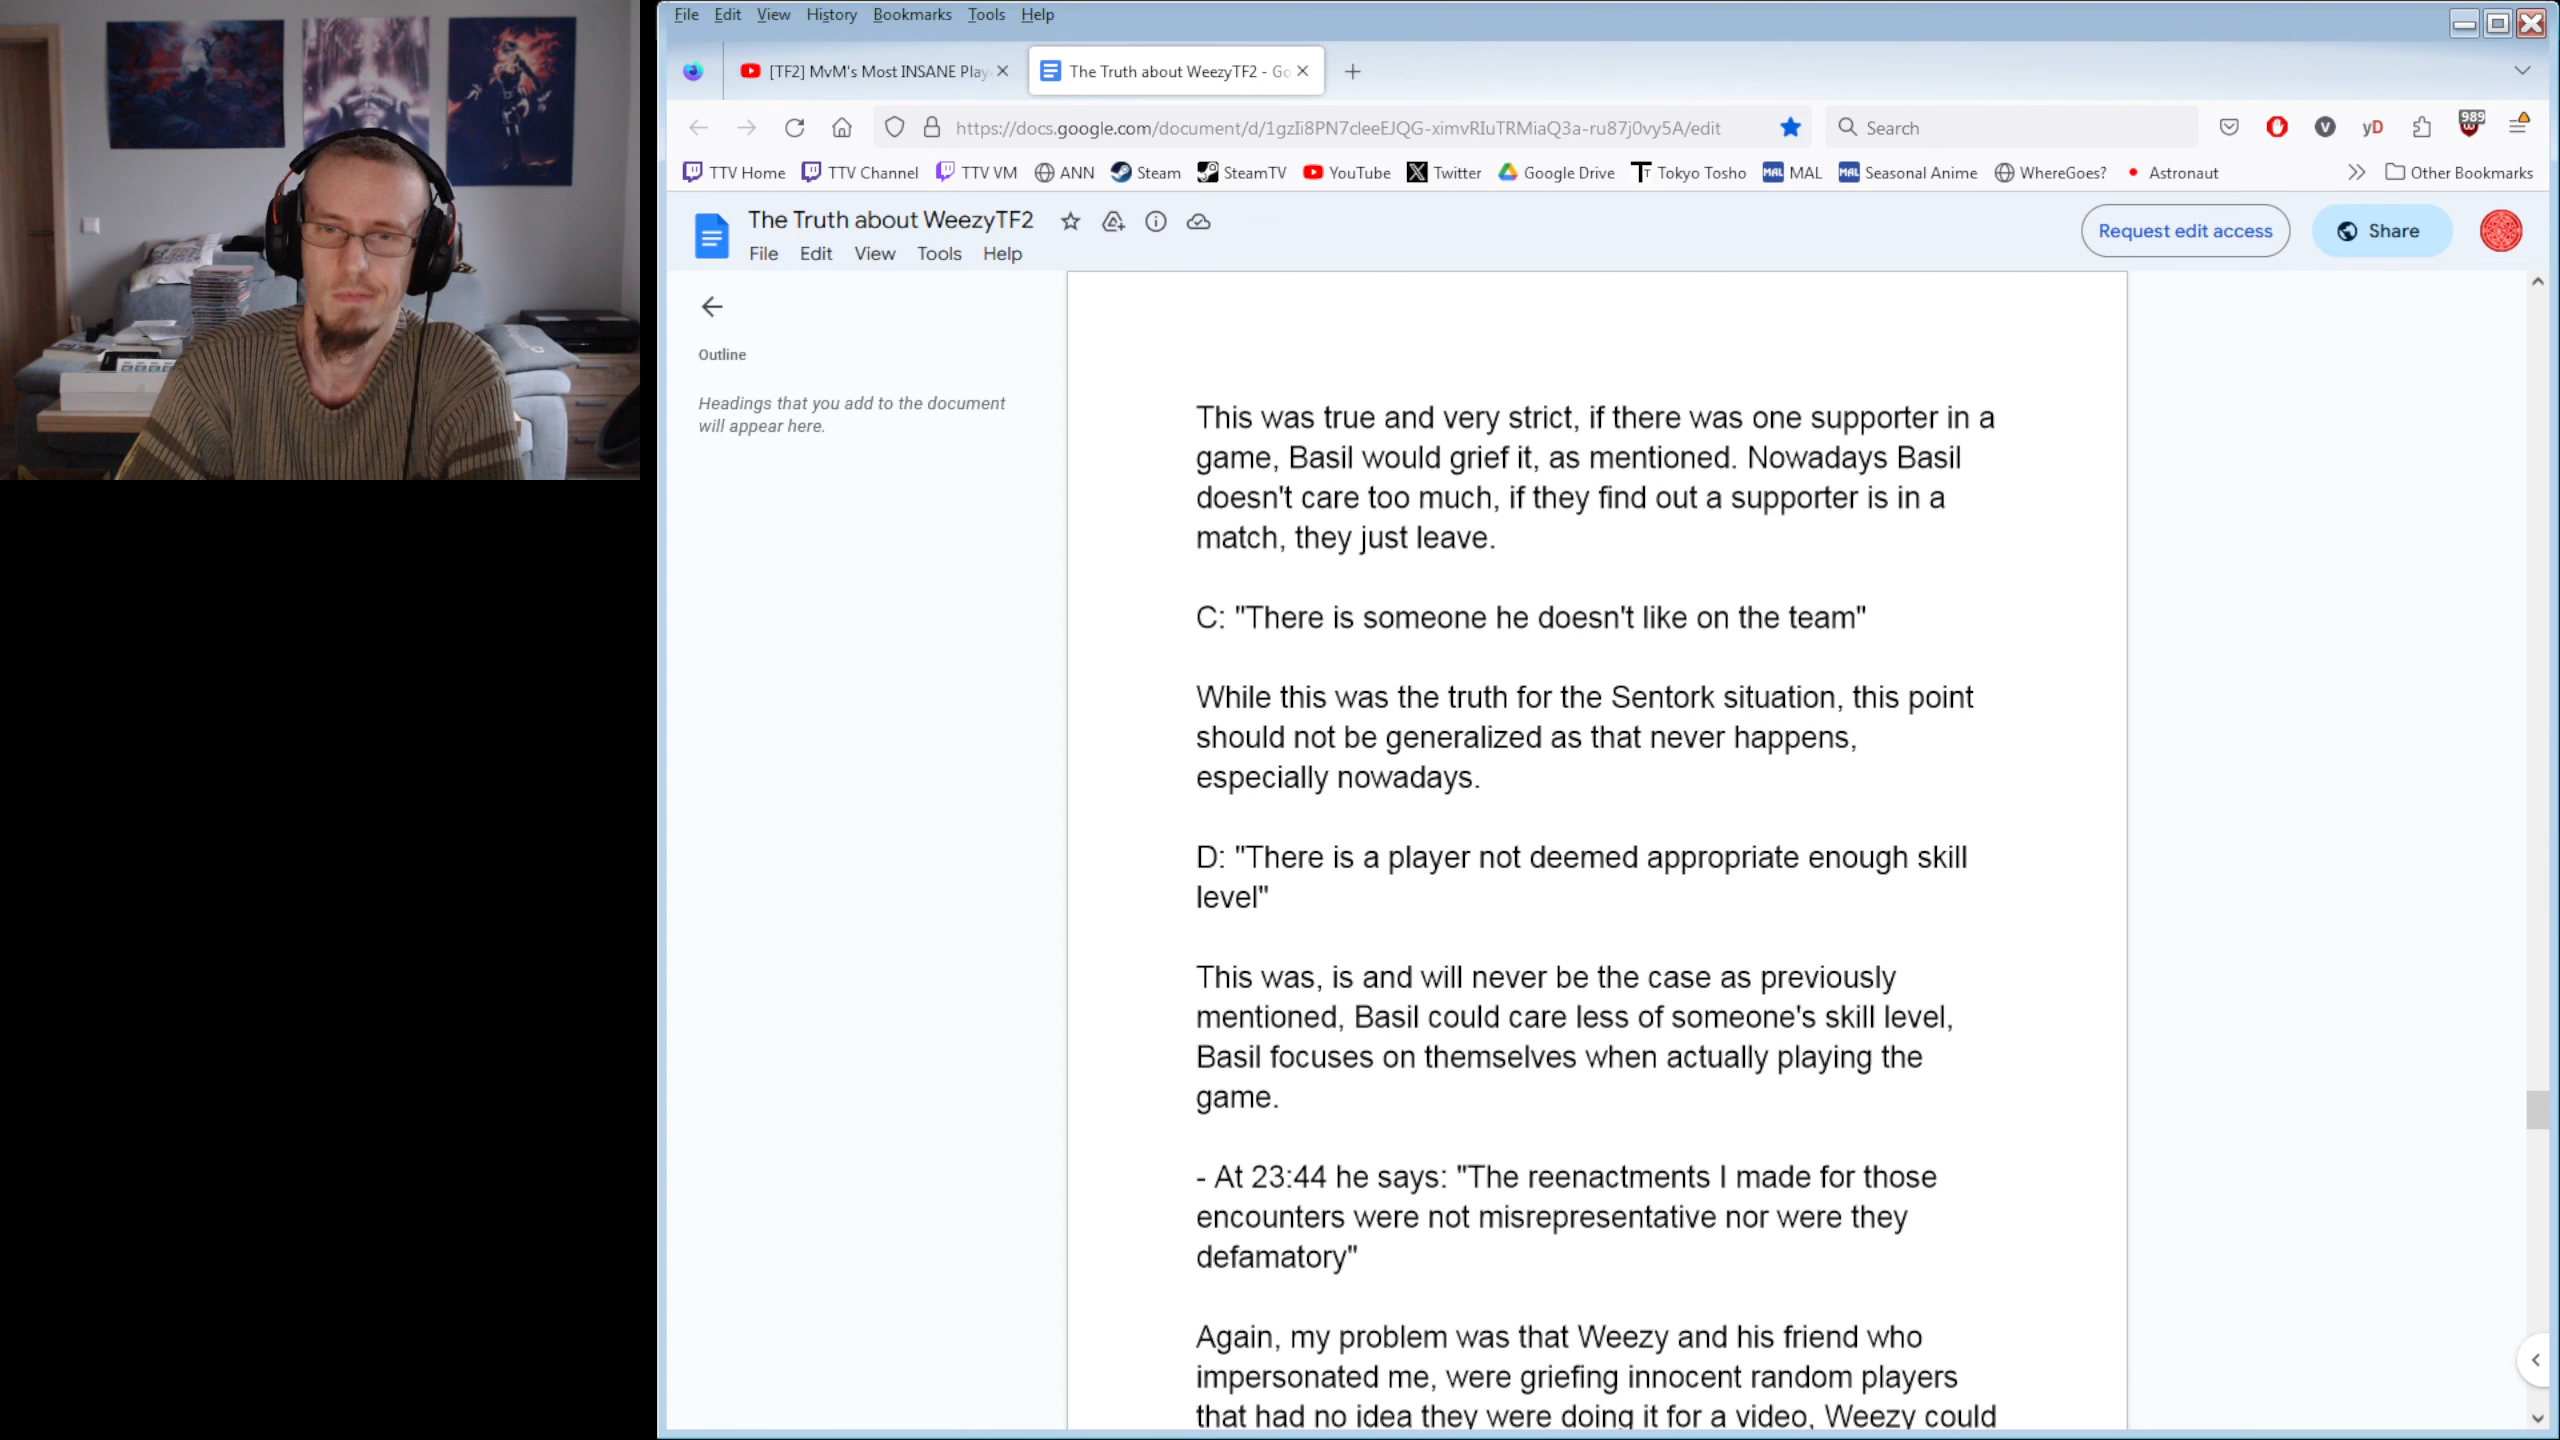 File Edit View History Bookmarks Tools Help
[TF2] MvM's Most INSANE Play
The Truth about WeezyTF2 - Go
https://docs.google.com/document/d/1gzIi8PN7cleeEJQG-ximvRIuTRMiaQ3a-ru87j0vy5A/edit
Search
989
TTV Home TTV Channel TTV VM ANN Steam SteamTV YouTube Twitter Google Drive Tokyo Tosho MAL Seasonal Anime WhereGoes? Astronaut Other Bookmarks
The Truth about WeezyTF2
File Edit View Tools Help
Request edit access
Share
Outline
Headings that you add to the document
will appear here.
This was true and very strict, if there was one supporter in a
game, Basil would grief it, as mentioned. Nowadays Basil
doesn't care too much, if they find out a supporter is in a
match, they just leave.
C: "There is someone he doesn't like on the team"
While this was the truth for the Sentork situation, this point
should not be generalized as that never happens,
especially nowadays.
D: "There is a player not deemed appropriate enough skill
level"
This was, is and will never be the case as previously
mentioned, Basil could care less of someone's skill level,
Basil focuses on themselves when actually playing the
game.
- At 23:44 he says: "The reenactments I made for those
encounters were not misrepresentative nor were they
defamatory"
Again, my problem was that Weezy and his friend who
impersonated me, were griefing innocent random players
that had no idea they were doing it for a video, Weezy could